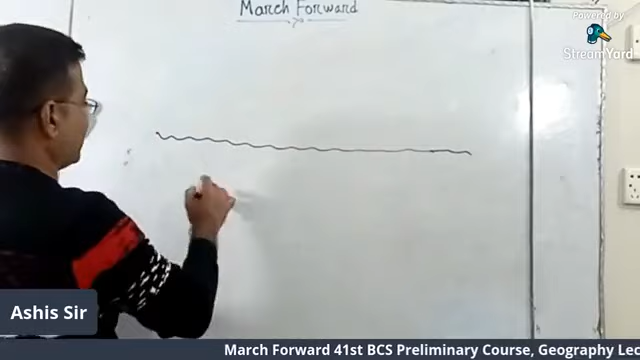 March Forward
Powered by
StreamYard
Ashis Sir
March Forward 41st BCS Preliminary Course, Geography Lec